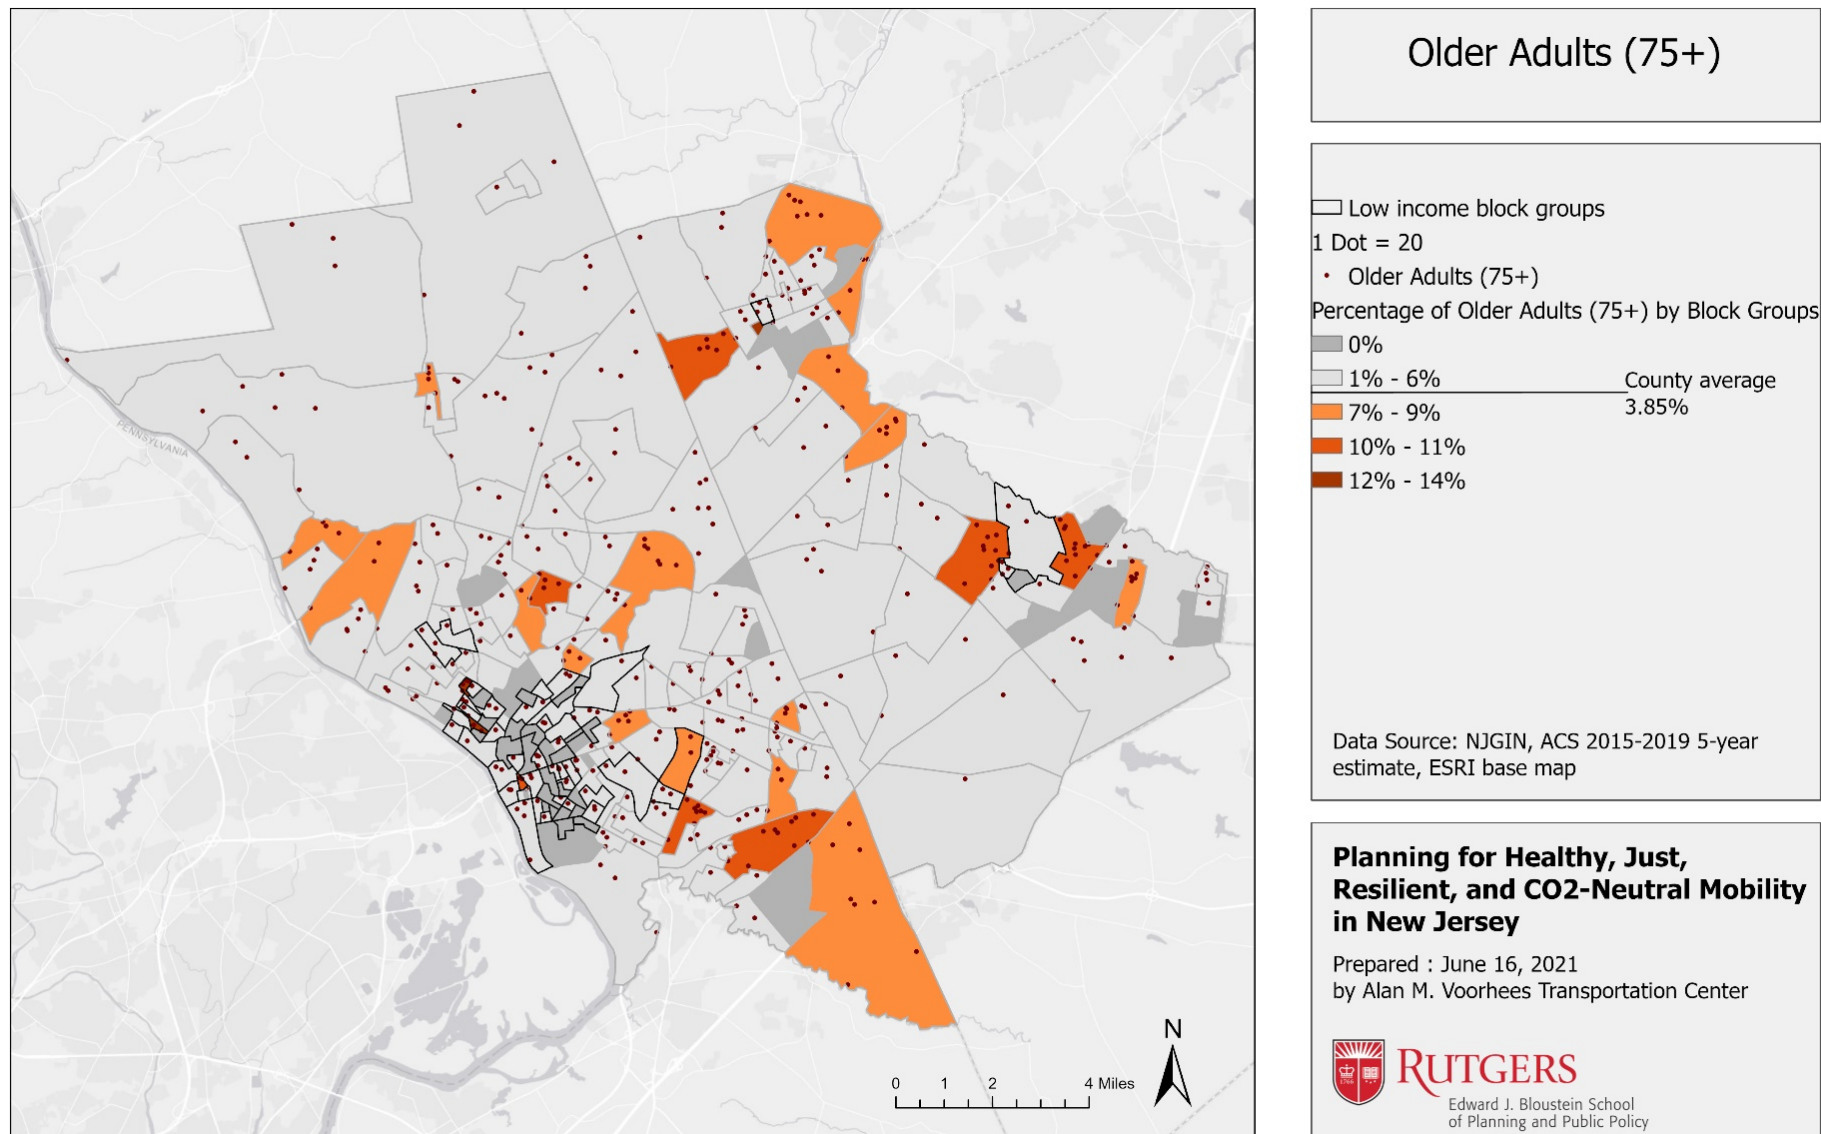 PENNSYLVANIA
0 1 2 4 Miles
N
Older Adults (75+)
Low income block groups
1 Dot = 20
Older Adults (75+)
Percentage of Older Adults (75+) by Block Groups
0%
1% - 6%
County average
3.85%
7% - 9%
10% - 11%
12% - 14%
Data Source: NJGIN, ACS 2015-2019 5-year
estimate, ESRI base map
Planning for Healthy, Just,
Resilient, and CO2-Neutral Mobility
in New Jersey
Prepared : June 16, 2021
by Alan M. Voorhees Transportation Center
1766
RUTGERS
Edward J. Bloustein School
of Planning and Public Policy